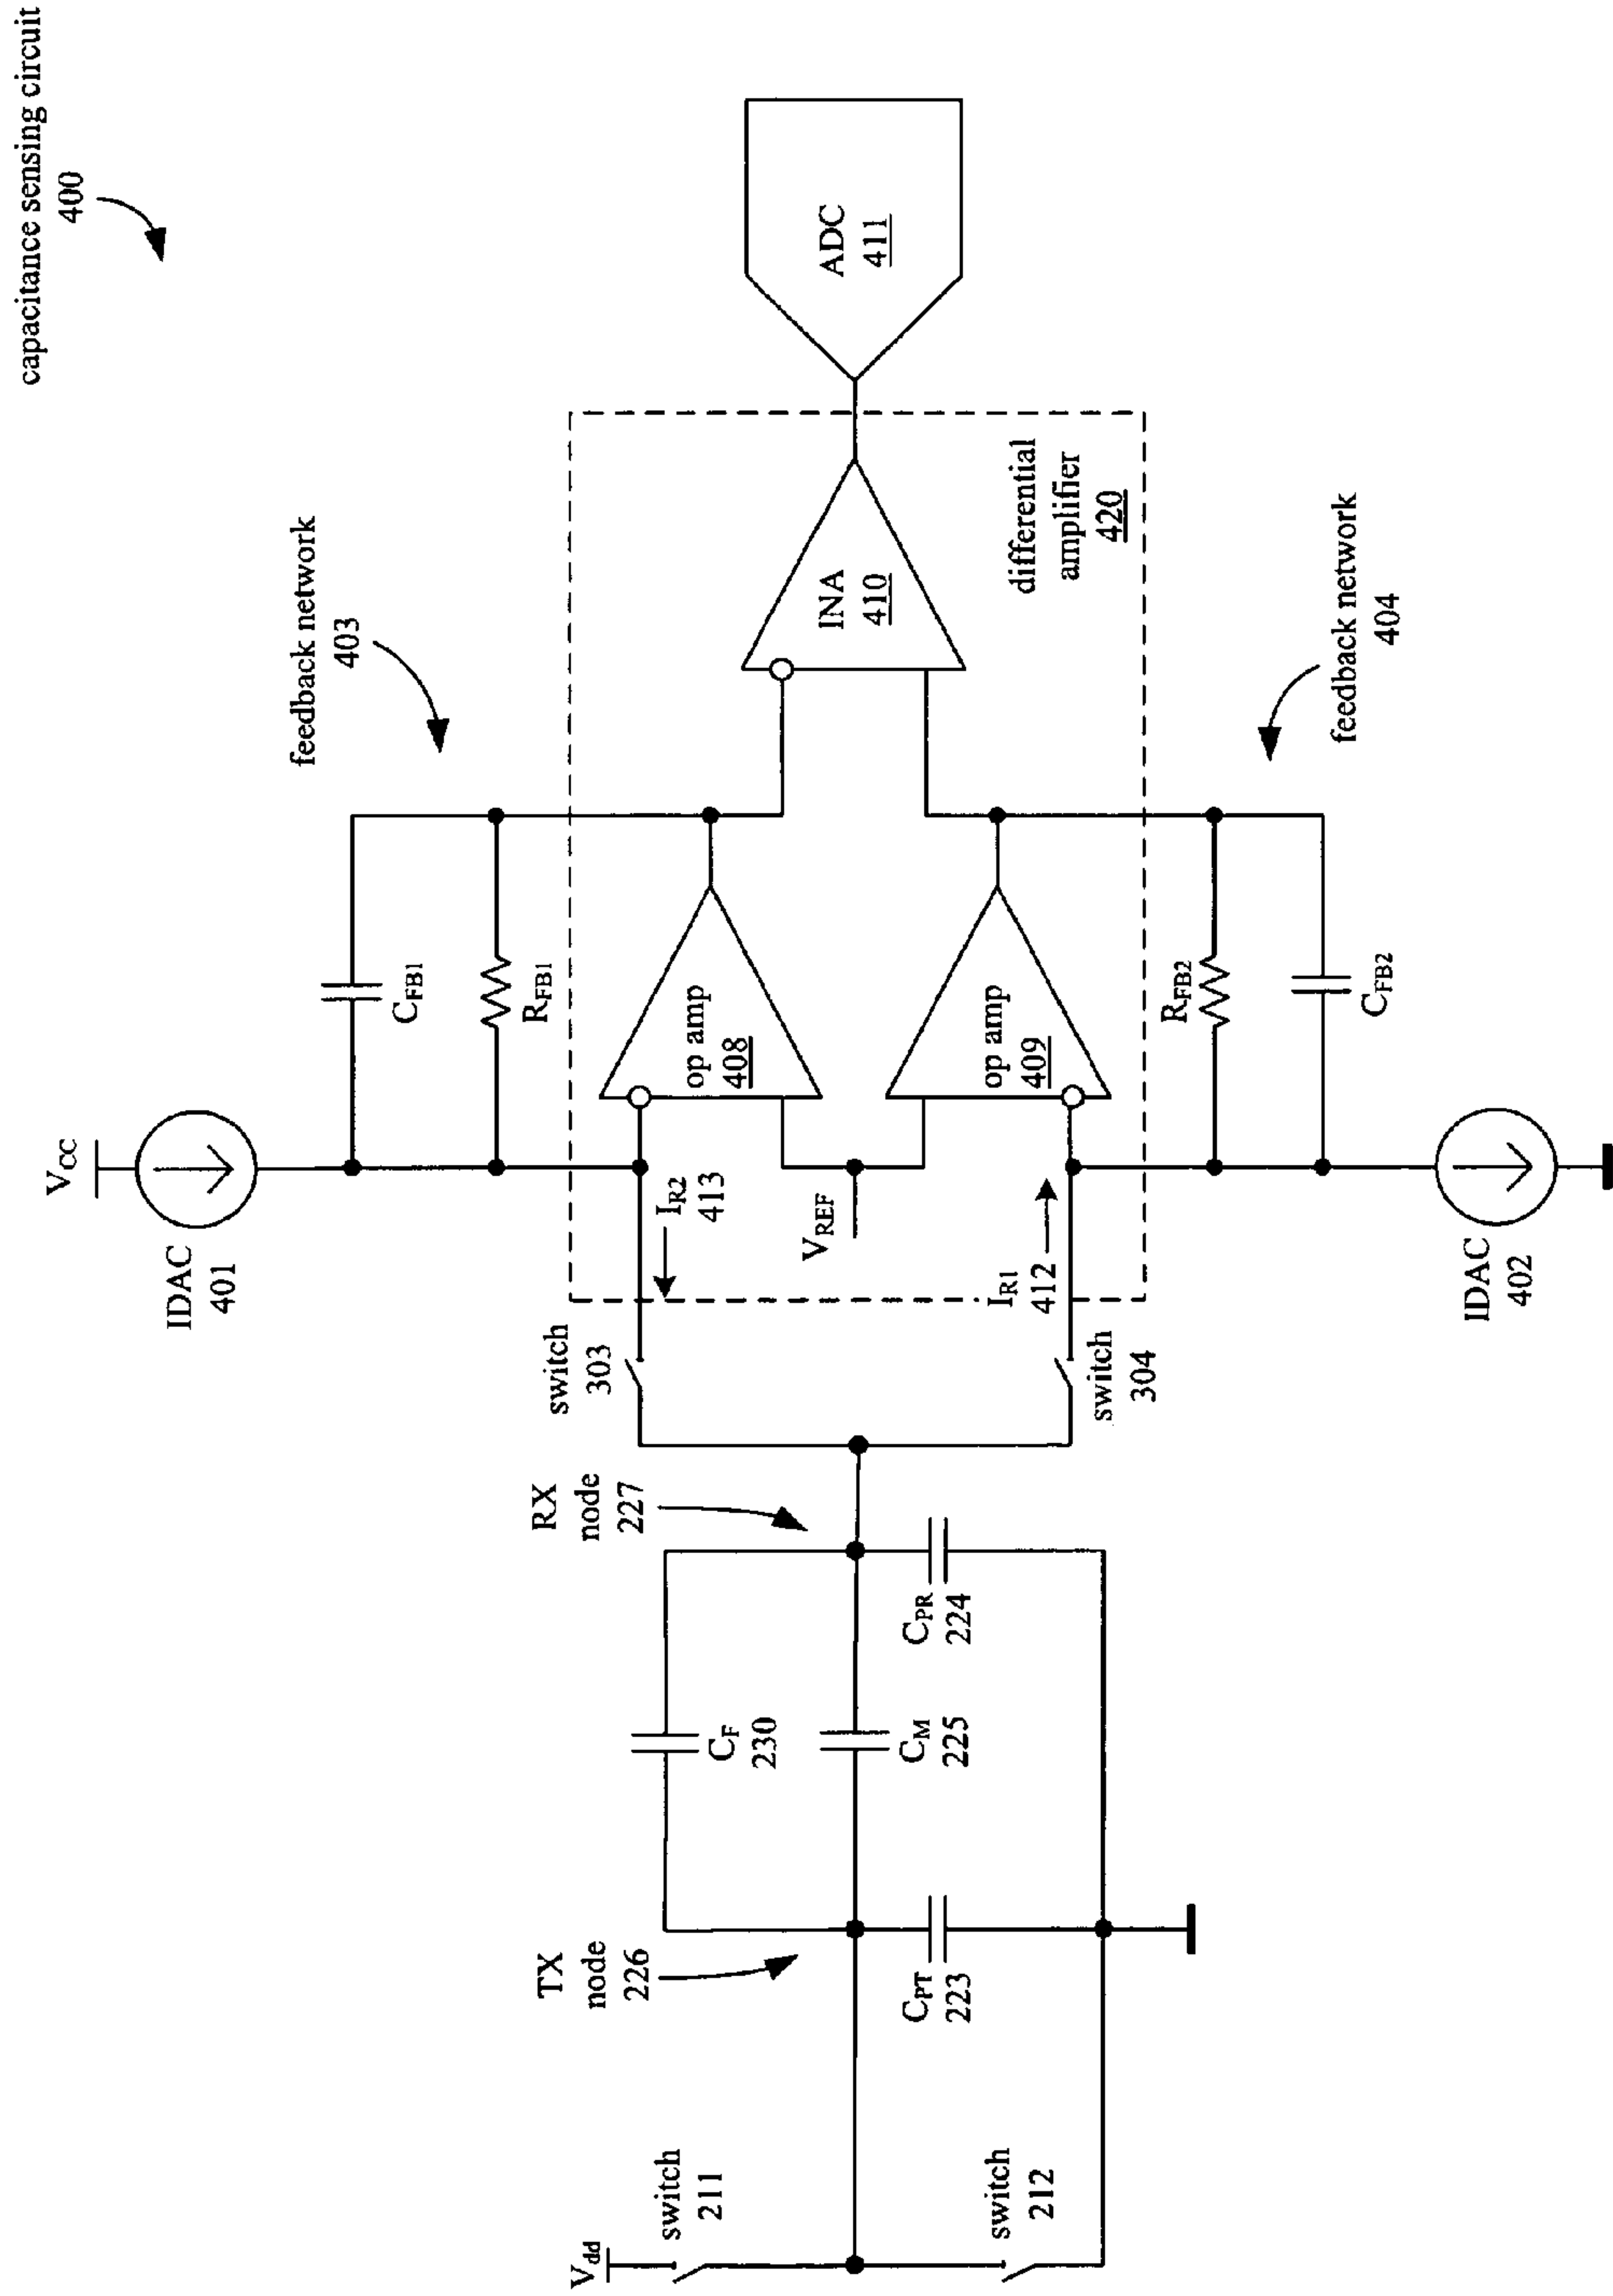 capacitance sensing circuit
400
V_CC
IDAC
401
feedback network
403
C_FB1
R_FB1
switch
303
I_R2
413
op amp
408
V_REF
INA
410
ADC
411
I_R1
412
op amp
409
differential
amplifier
420
switch
304
R_FB2
C_FB2
feedback network
404
IDAC
402
RX
node
227
TX
node
226
C_F
230
C_M
225
C_PR
224
C_PT
223
V_dd
switch
211
switch
212